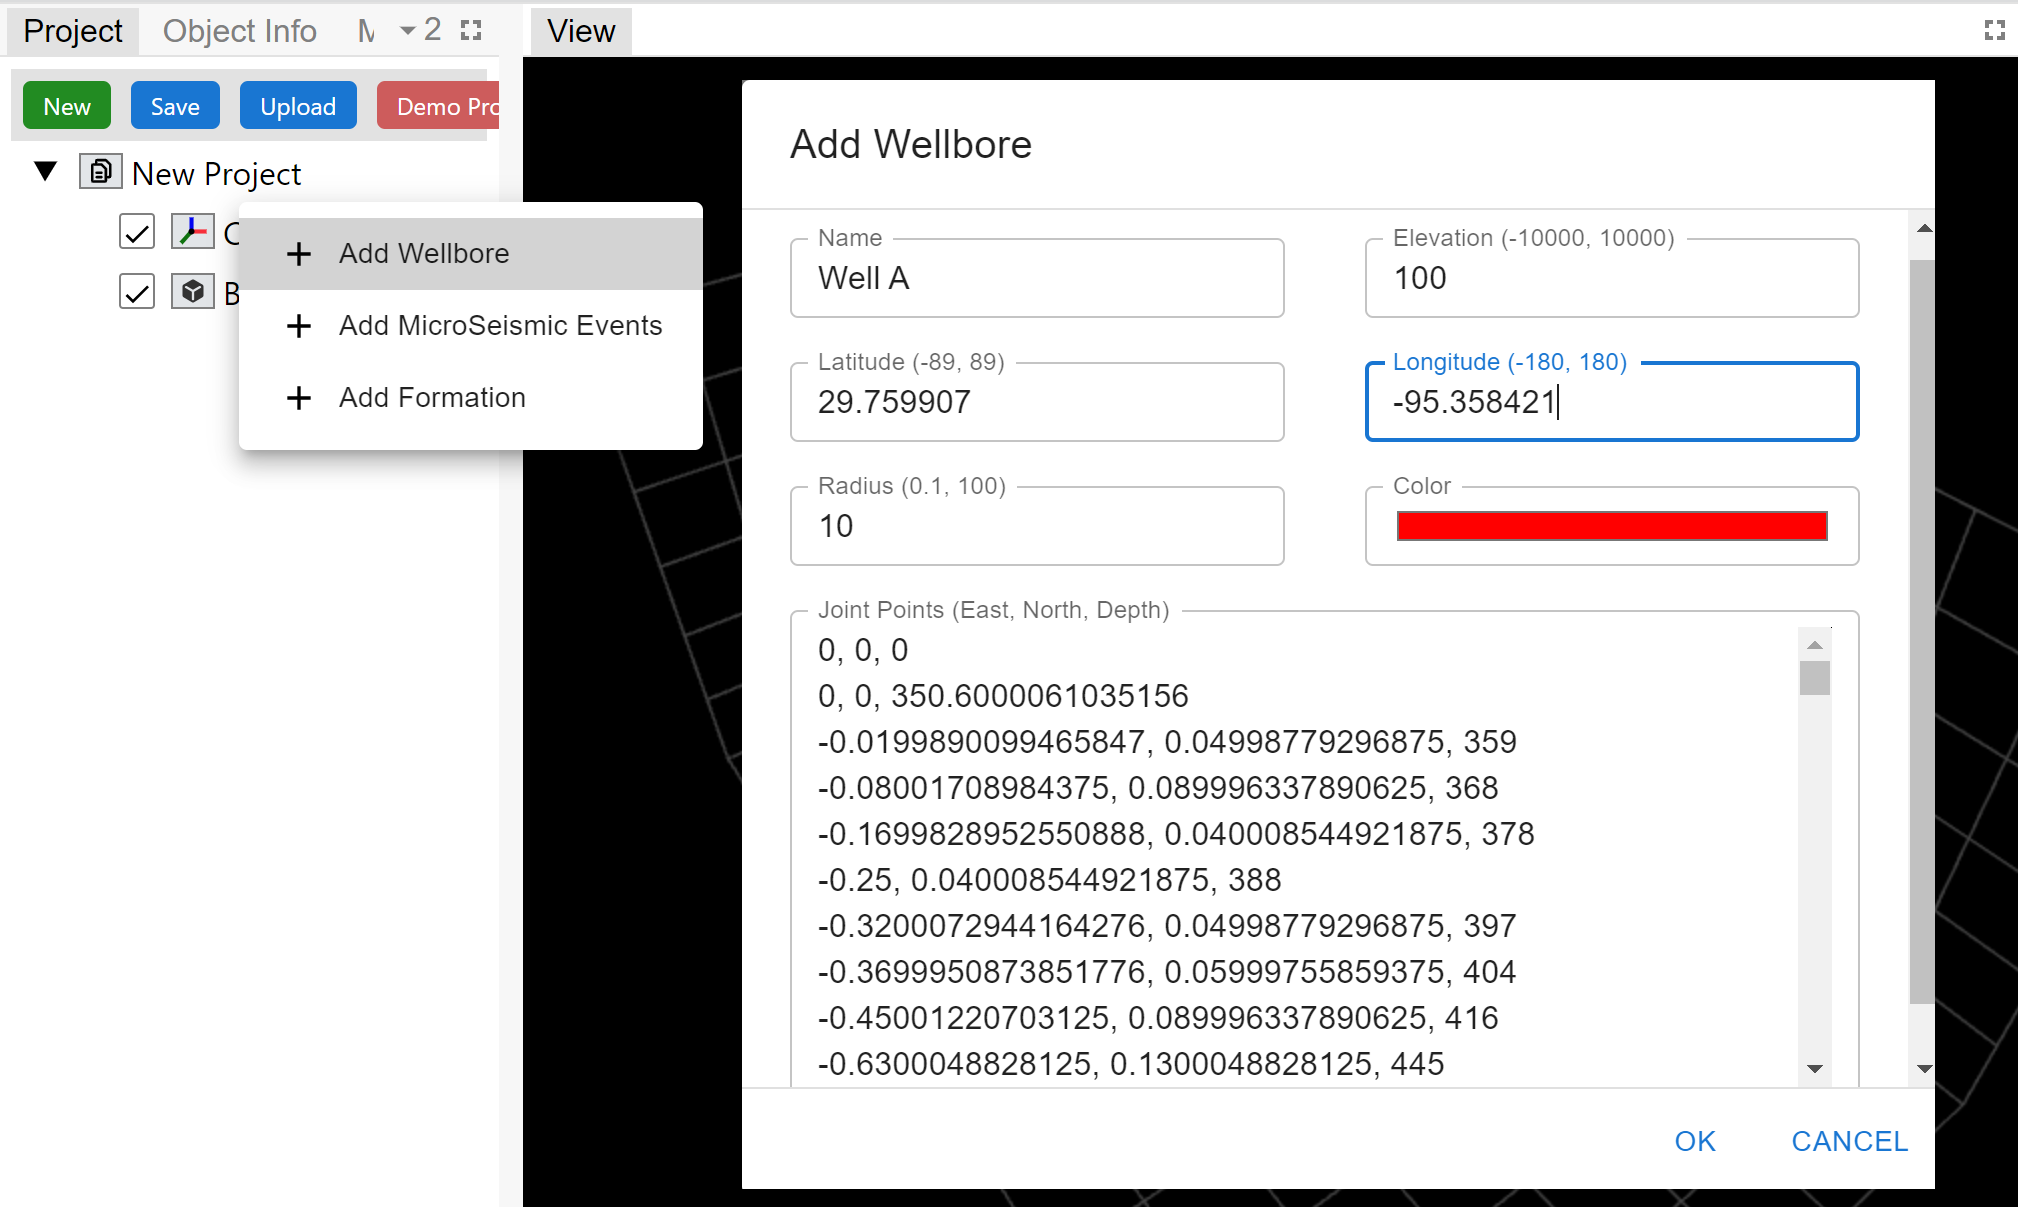 Project Object Info 2
View
New Save Upload Demo
New Project
Add Wellbore
Add MicroSeismic Events
Add Formation
Add Wellbore
Name
Well A
Elevation (-10000, 10000)
100
Latitude (-89, 89)
29.759907
Longitude (-180, 180)
-95.358421
Radius (0.1, 100)
10
Color
Joint Points (East, North, Depth)
0, 0, 0
0, 0, 350.6000061035156
-0.0199890099465847, 0.04998779296875, 359
-0.08001708984375, 0.089996337890625, 368
-0.1699828952550888, 0.040008544921875, 378
-0.25, 0.040008544921875, 388
-0.3200072944164276, 0.04998779296875, 397
-0.3699950873851776, 0.05999755859375, 404
-0.45001220703125, 0.089996337890625, 416
-0.6300048828125, 0.1300048828125, 445
OK CANCEL